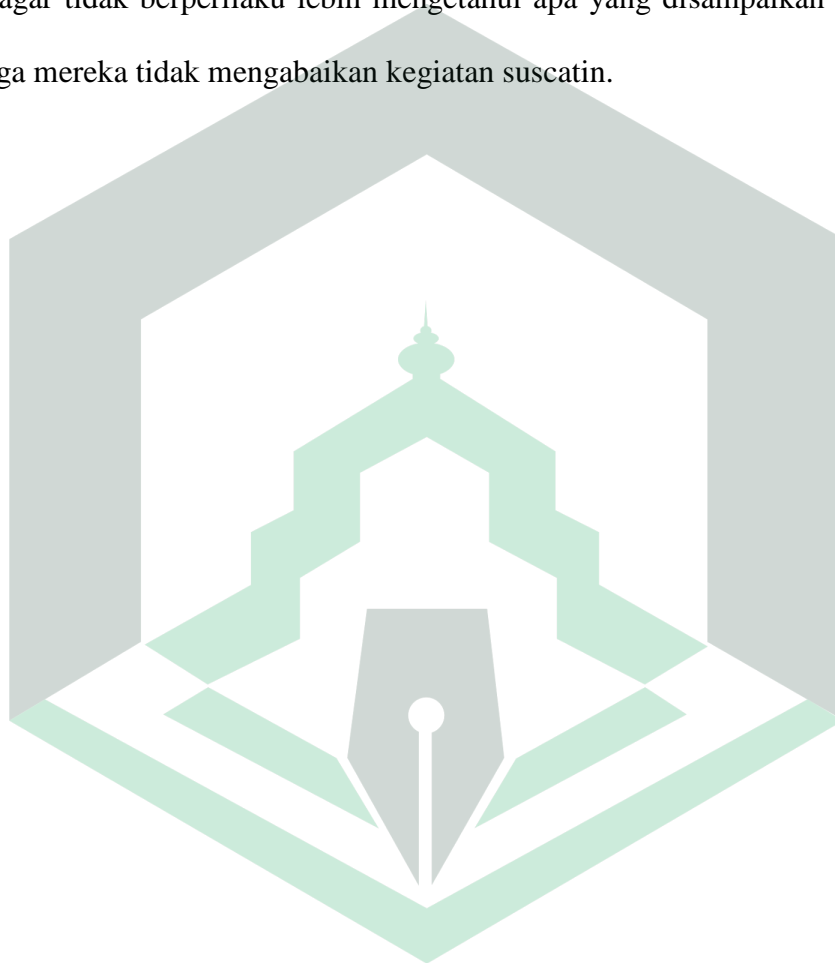 agar tidak berperilaku lebih mengetahui apa yang disampaikan
ga mereka tidak mengabaikan kegiatan suscatin.